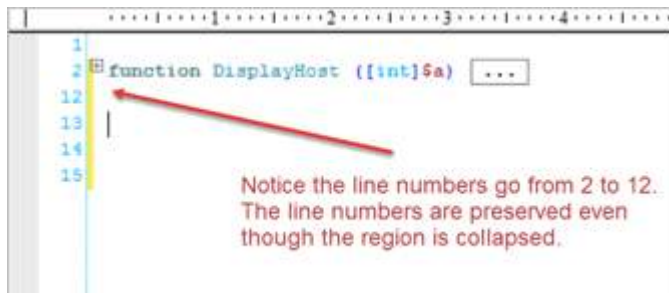 1 2 3 4
1
2 function DisplayHost ([int]$a) ...
12
13
14
15
Notice the line numbers go from 2 to 12.
The line numbers are preserved even
though the region is collapsed.